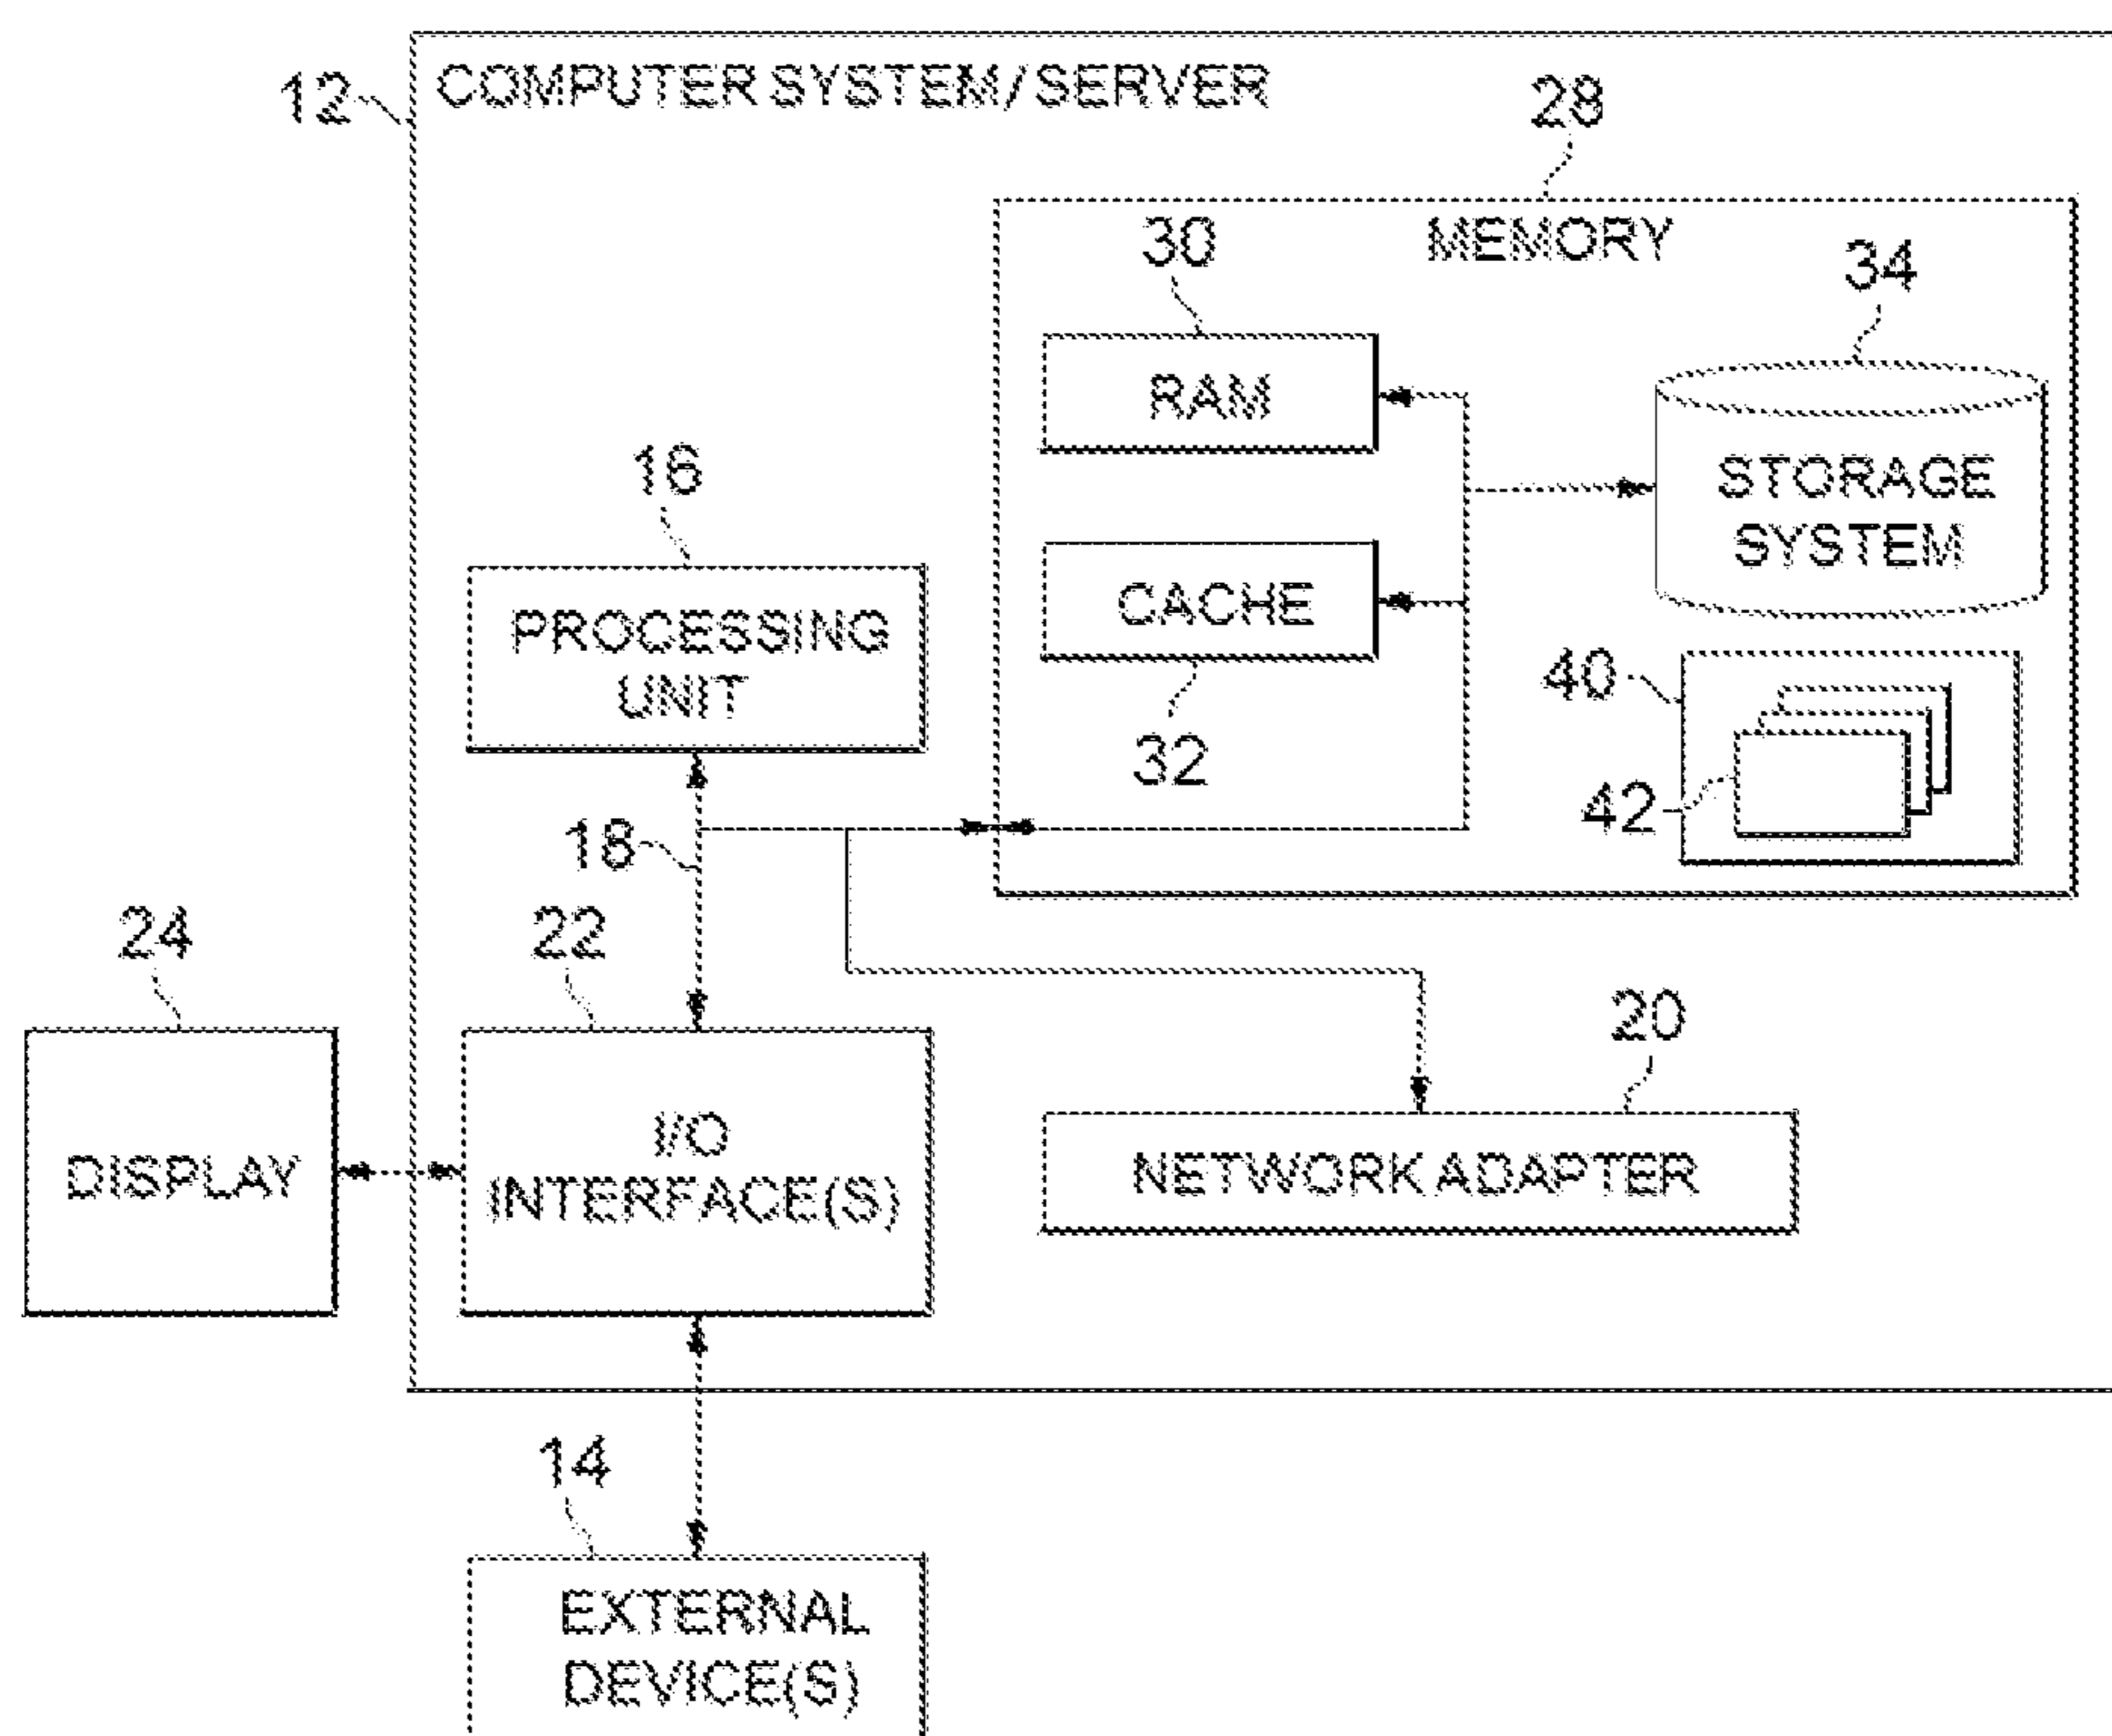 12
COMPUTER SYSTEM / SERVER
28
MEMORY
30
34
RAM
STORAGE
SYSTEM
16
PROCESSING
UNIT
CACHE
32
40
42
18
24
22
20
DISPLAY
I/O
INTERFACE(S)
NETWORK ADAPTER
14
EXTERNAL
DEVICE(S)